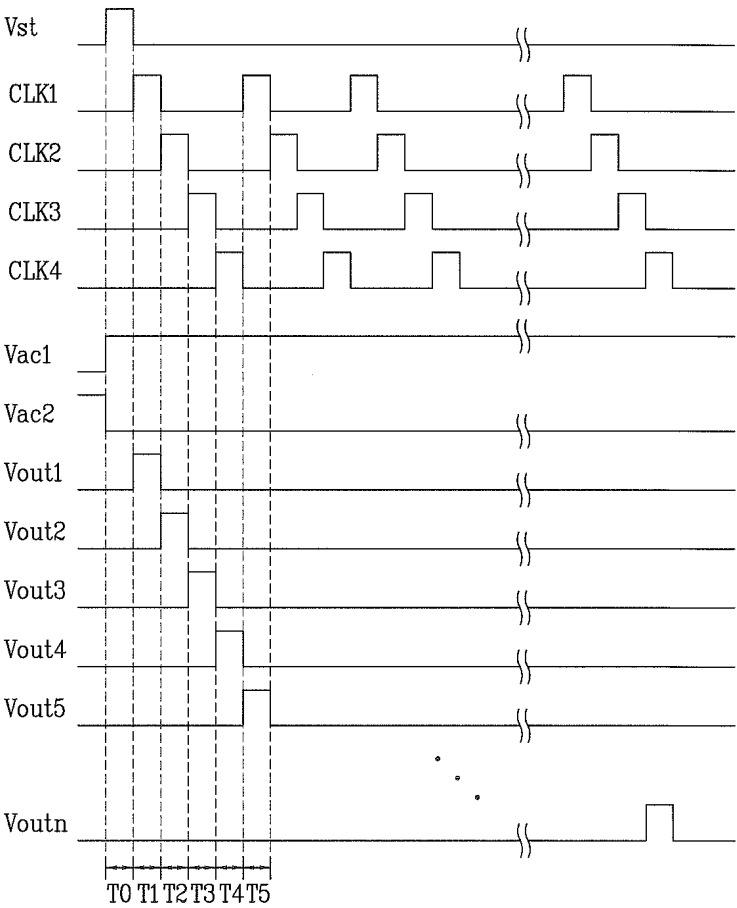 Vst
CLK1
CLK2
CLK3
CLK4
Vac1
Vac2
Vout1
Vout2
Vout3
Vout4
Vout5
Voutn
T0 T1 T2 T3 T4 T5